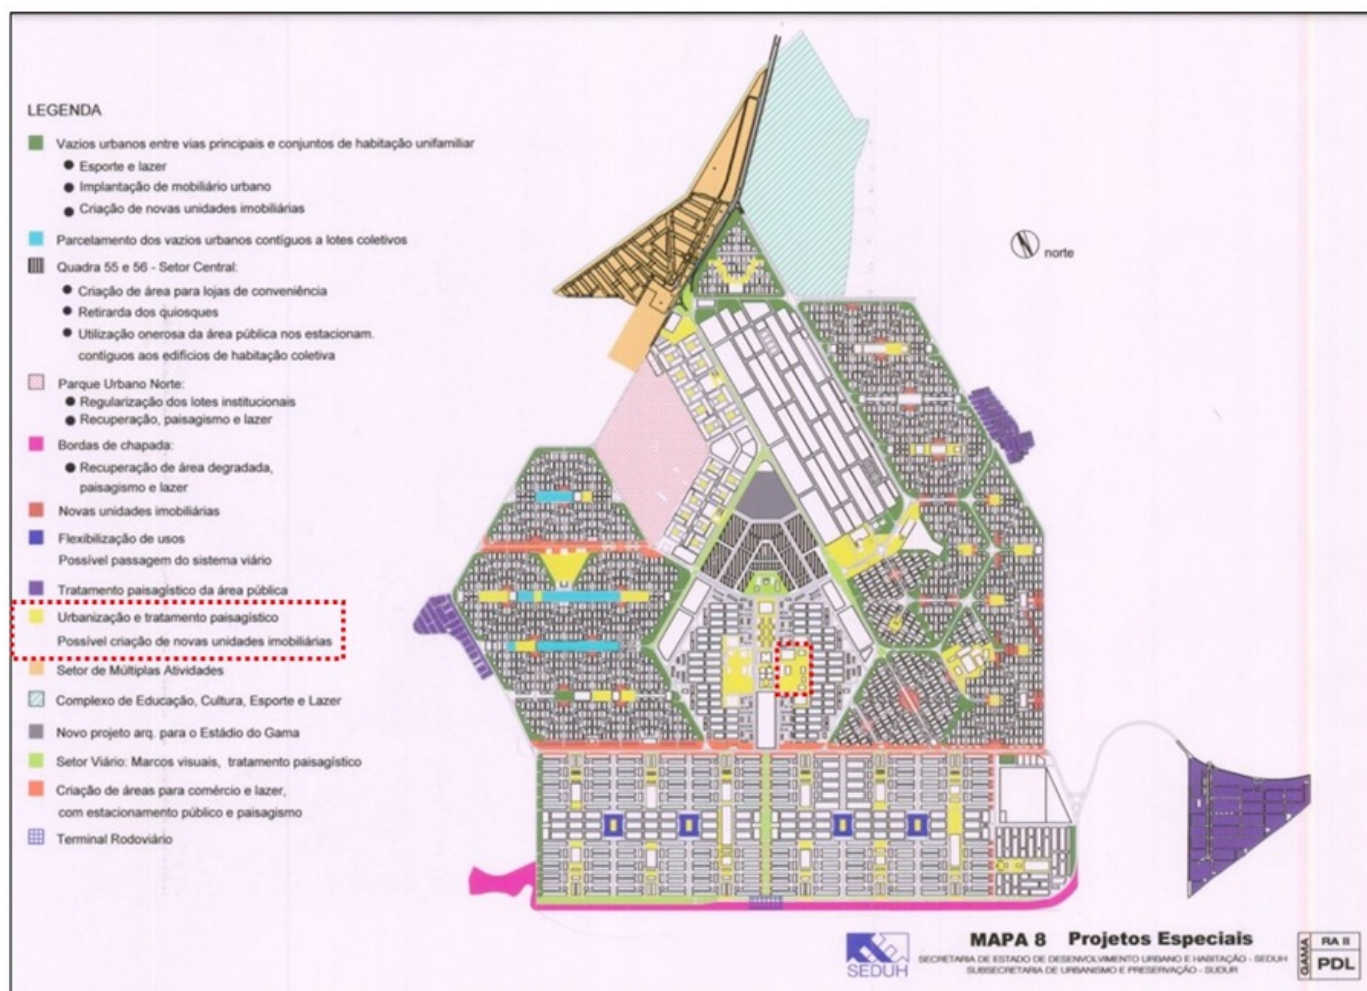 LEGENDA
Vazios urbanos entre vias principais e conjuntos de habitação unifamiliar
Esporte e lazer
Implantação de mobiliário urbano
Criação de novas unidades imobiliárias
Parcelamento dos vazios urbanos contíguos a lotes coletivos
Quadra 55 e 56 - Setor Central:
Criação de área para lojas de conveniência
Retirarda dos quiosques
Utilização onerosa da área pública nos estacionam.
contíguos aos edifícios de habitação coletiva
Parque Urbano Norte:
Regularização dos lotes institucionais
Recuperação, paisagismo e lazer
Bordas de chapada:
Recuperação de área degradada,
paisagismo e lazer
Novas unidades imobiliárias
Flexibilização de usos
Possível passagem do sistema viário
Tratamento paisagístico da área pública
Urbanização e tratamento paisagístico
Possível criação de novas unidades imobiliárias
Setor de Múltiplas Atividades
Complexo de Educação, Cultura, Esporte e Lazer
Novo projeto arq. para o Estádio do Gama
Setor Viário: Marcos visuais, tratamento paisagístico
Criação de áreas para comércio e lazer,
com estacionamento público e paisagismo
Terminal Rodoviário
norte
SEDUH
MAPA 8 Projetos Especiais
SECRETARIA DE ESTADO DE DESENVOLVIMENTO URBANO E HABITAÇÃO - SEDUH
SUBSECRETARIA DE URBANISMO E PRESERVAÇÃO - SUDUR
GAMA
RA II
PDL